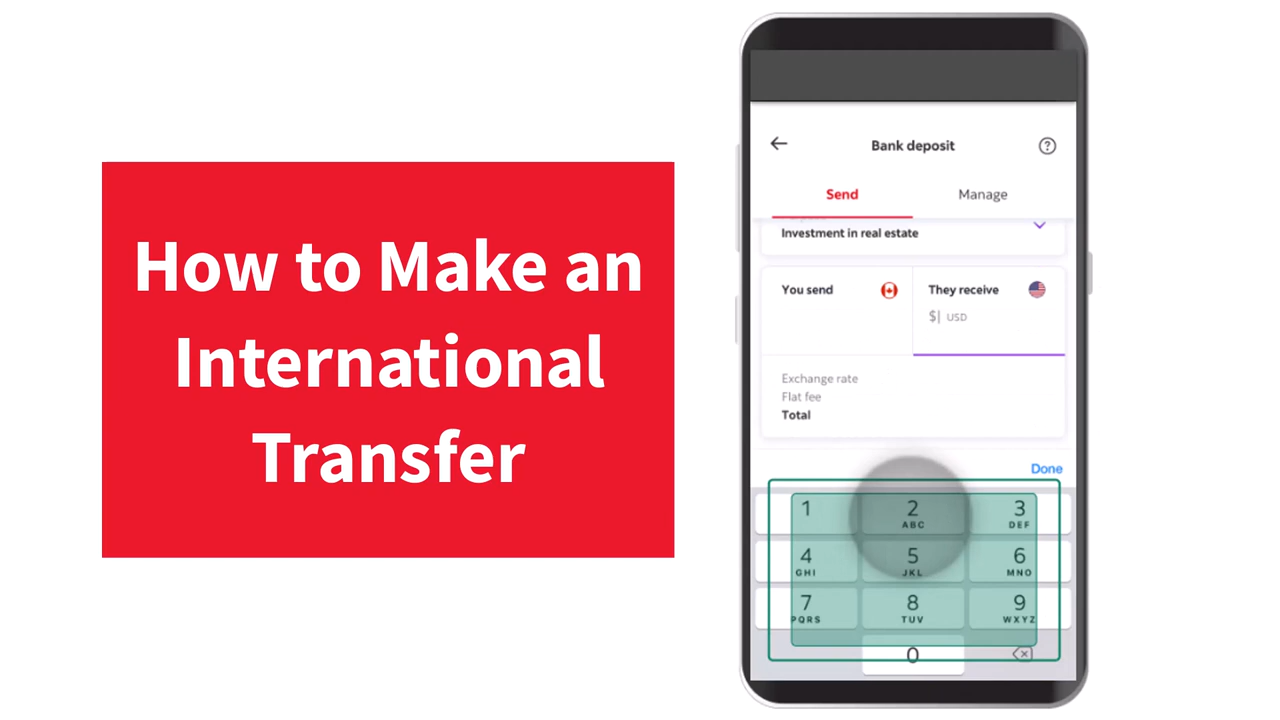 How to Make an
International
Transfer
Bank deposit
Send Manage
Investment in real estate
You send They receive
$ USD
Exchange rate
Flat fee
Total
Done
1 2 3
ABC DEF
4 5 6
GHI JKL MNO
7 8 9
PQRS TUV WXYZ
0